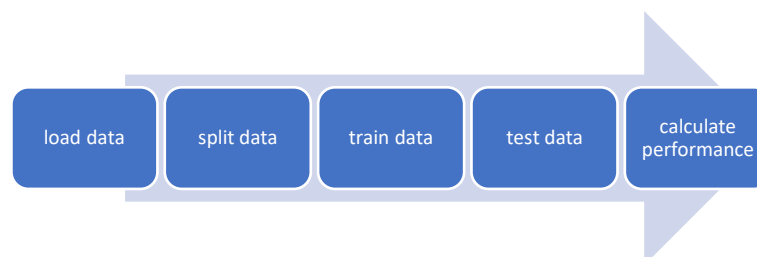 load data
split data
train data
test data
calculate
performance